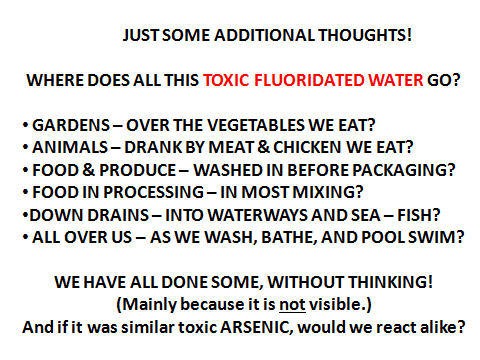 JUST SOME ADDITIONAL THOUGHTS!
WHERE DOES ALL THIS TOXIC FLUORIDATED WATER GO?
• GARDENS – OVER THE VEGETABLES WE EAT?
• ANIMALS – DRANK BY MEAT & CHICKEN WE EAT?
• FOOD & PRODUCE – WASHED IN BEFORE PACKAGING?
• FOOD IN PROCESSING – IN MOST MIXING?
•DOWN DRAINS – INTO WATERWAYS AND SEA – FISH?
• ALL OVER US – AS WE WASH, BATHE, AND POOL SWIM?
WE HAVE ALL DONE SOME, WITHOUT THINKING!
(Mainly because it is not visible.)
And if it was similar toxic ARSENIC, would we react alike?